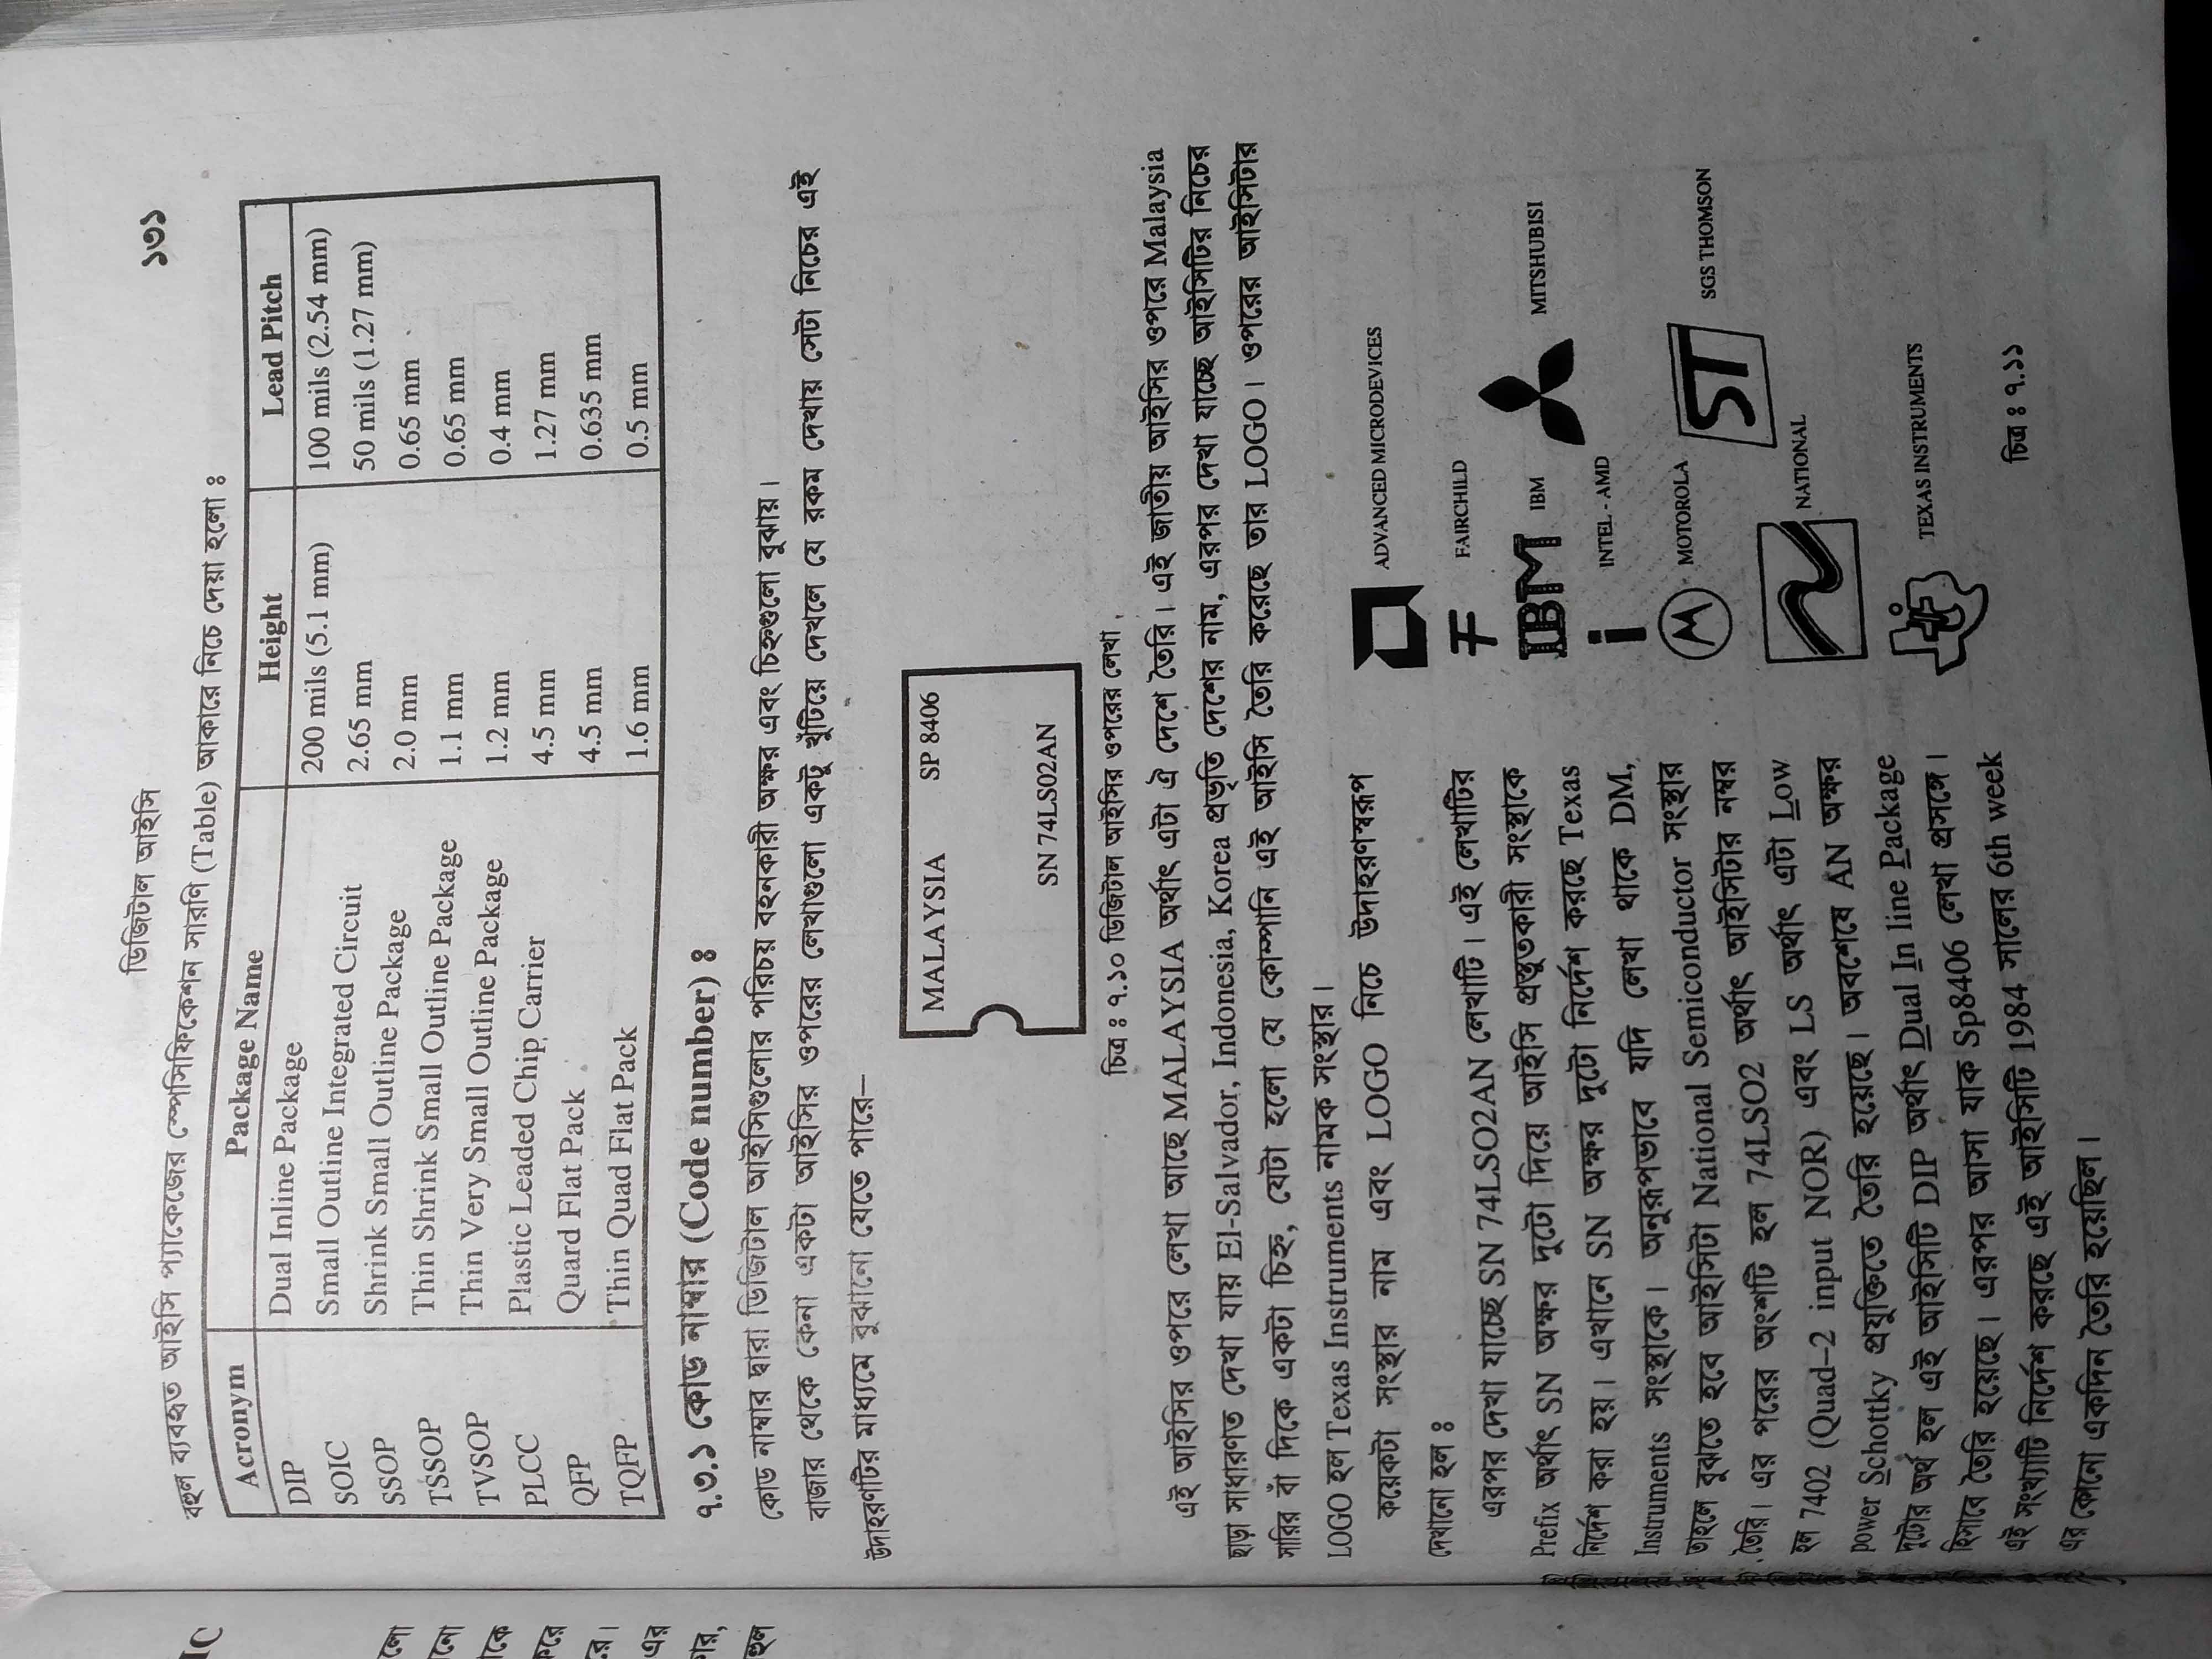 ডিজিটাল আইসি ১৩১
বহুল ব্যবহৃত আইসি প্যাকেজের স্পেসিফিকেশন সারণি (Table) আকারে নিচে দেয়া হলো ঃ
Acronym Package Name Height Lead Pitch
DIP Dual Inline Package 200 mils (5.1 mm) 100 mils (2.54 mm)
SOIC Small Outline Integrated Circuit 2.65 mm 50 mils (1.27 mm)
SSOP Shrink Small Outline Package 2.0 mm 0.65 mm
TSSOP Thin Shrink Small Outline Package 1.1 mm 0.65 mm
TVSOP Thin Very Small Outline Package 1.2 mm 0.4 mm
PLCC Plastic Leaded Chip Carrier 4.5 mm 1.27 mm
QFP Quard Flat Pack 4.5 mm 0.635 mm
TQFP Thin Quad Flat Pack 1.6 mm 0.5 mm
৭.৩.১ কোড নাম্বার (Code number) ঃ
কোড নাম্বার দ্বারা ডিজিটাল আইসিগুলোর পরিচয় বহনকারী অক্ষর এবং চিহ্নগুলো বুঝায়।
বাজার থেকে কেনা একটা আইসির ওপরের লেখাগুলো একটু খুঁটিয়ে দেখলে যে রকম দেখায় সেটা নিচের এই
উদাহরণটির মাধ্যমে বুঝানো যেতে পারে–
MALAYSIA SP 8406
SN 74LS02AN
চিত্র ঃ ৭.১০ ডিজিটাল আইসির ওপরের লেখা
এই আইসির ওপরে লেখা আছে MALAYSIA অর্থাৎ এটা ঐ দেশে তৈরি। এই জাতীয় আইসির ওপরে Malaysia
ছাড়া সাধারণত দেখা যায় El-Salvador, Indonesia, Korea প্রভৃতি দেশের নাম, এরপর দেখা যাচ্ছে আইসিটির নিচের
সারির বাঁ দিকে একটা চিহ্ন, যেটা হলো যে কোম্পানি এই আইসি তৈরি করেছে তার LOGO। ওপরের আইসিটার
LOGO হল Texas Instruments নামক সংস্থার।
কয়েকটা সংস্থার নাম এবং LOGO নিচে উদাহরণস্বরূপ
দেখানো হল ঃ
এরপর দেখা যাচ্ছে SN 74LSO2AN লেখাটি। এই লেখাটির
Prefix অর্থাৎ SN অক্ষর দুটো দিয়ে আইসি প্রস্তুতকারী সংস্থাকে
নির্দেশ করা হয়। এখানে SN অক্ষর দুটো নির্দেশ করছে Texas
Instruments সংস্থাকে। অনুরূপভাবে যদি লেখা থাকে DM,
তাহলে বুঝতে হবে আইসিটা National Semiconductor সংস্থার
তৈরি। এর পরের অংশটি হল 74LSO2 অর্থাৎ আইসিটার নম্বর
হল 7402 (Quad–2 input NOR) এবং LS অর্থাৎ এটা Low
power Schottky প্রযুক্তিতে তৈরি হয়েছে। অবশেষে AN অক্ষর
দুটোর অর্থ হল এই আইসিটি DIP অর্থাৎ Dual In line Package
হিসাবে তৈরি হয়েছে। এরপর আসা যাক Sp8406 লেখা প্রসঙ্গে।
এই সংখ্যাটি নির্দেশ করছে এই আইসিটি 1984 সালের 6th week
এর কোনো একদিন তৈরি হয়েছিল।
ADVANCED MICRODEVICES
FAIRCHILD
IBM IBM MITSHUBISI
i INTEL - AMD
MOTOROLA ST SGS THOMSON
NATIONAL
TEXAS INSTRUMENTS
চিত্র ঃ ৭.১১